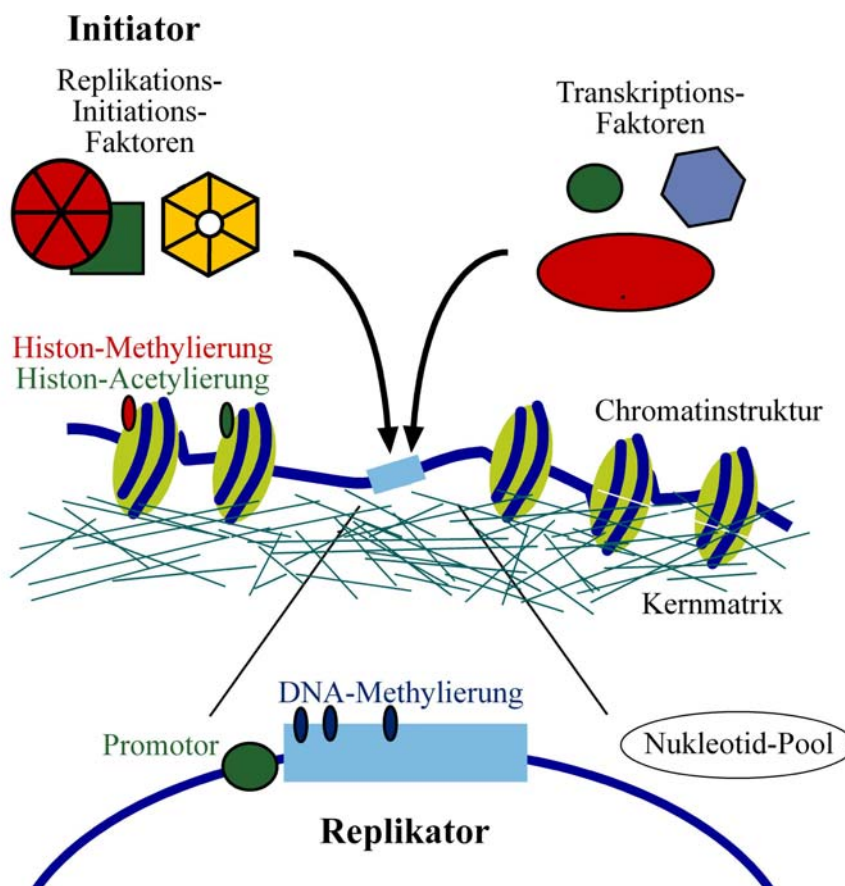 Initiator
Replikations-
Initiations-
Faktoren
Transkriptions-
Faktoren
Histon-Methylierung
Histon-Acetylierung
Chromatinstruktur
Kernmatrix
DNA-Methylierung
Promotor
Nukleotid-Pool
Replikator